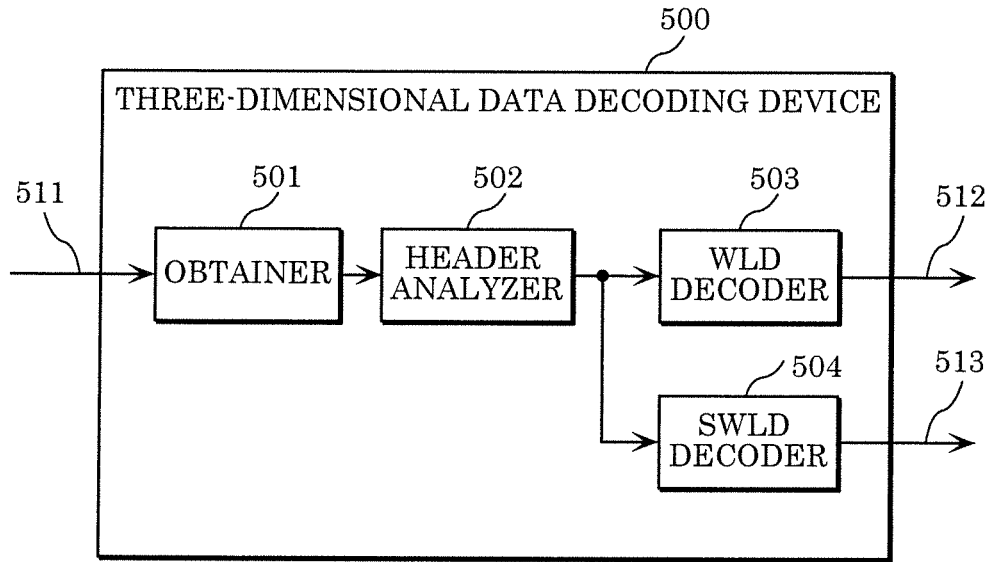 500
THREE-DIMENSIONAL DATA DECODING DEVICE
511
501
502
503
512
OBTAINER
HEADER
ANALYZER
WLD
DECODER
504
513
SWLD
DECODER